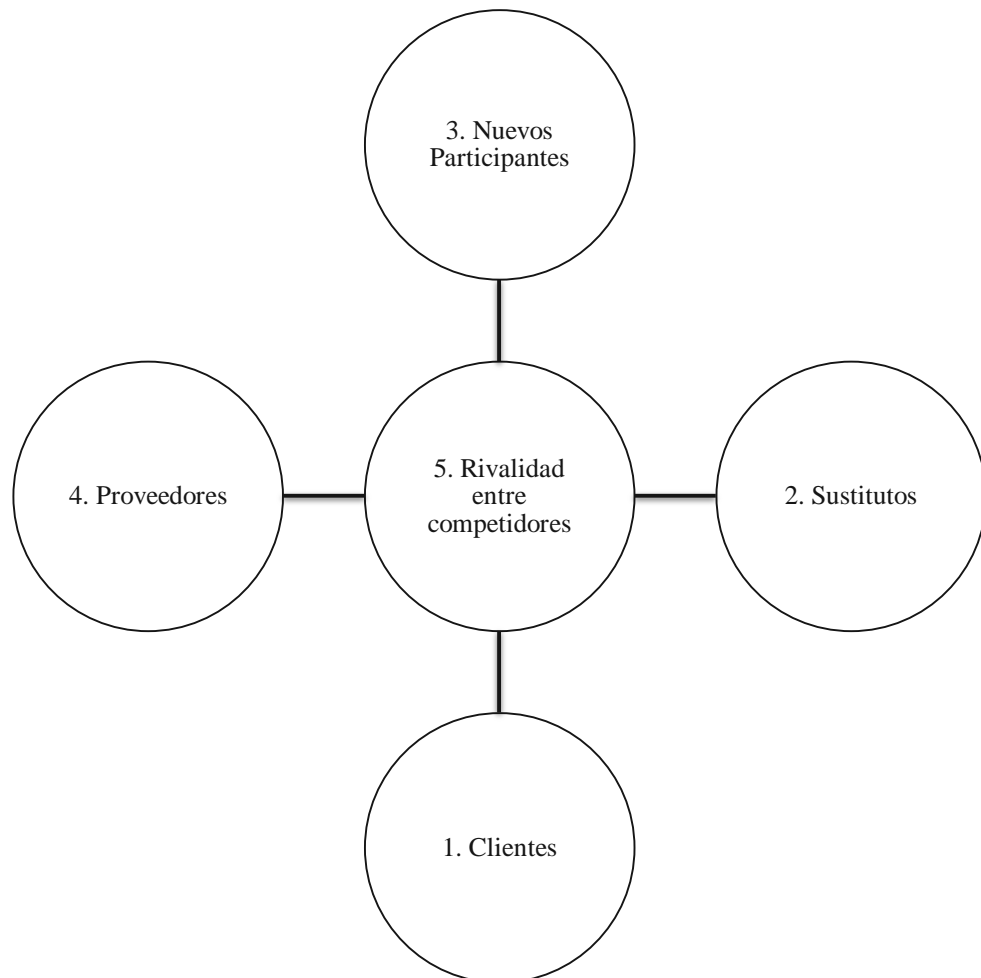 3. Nuevos
Participantes
4. Proveedores
5. Rivalidad
entre
competidores
2. Sustitutos
1. Clientes